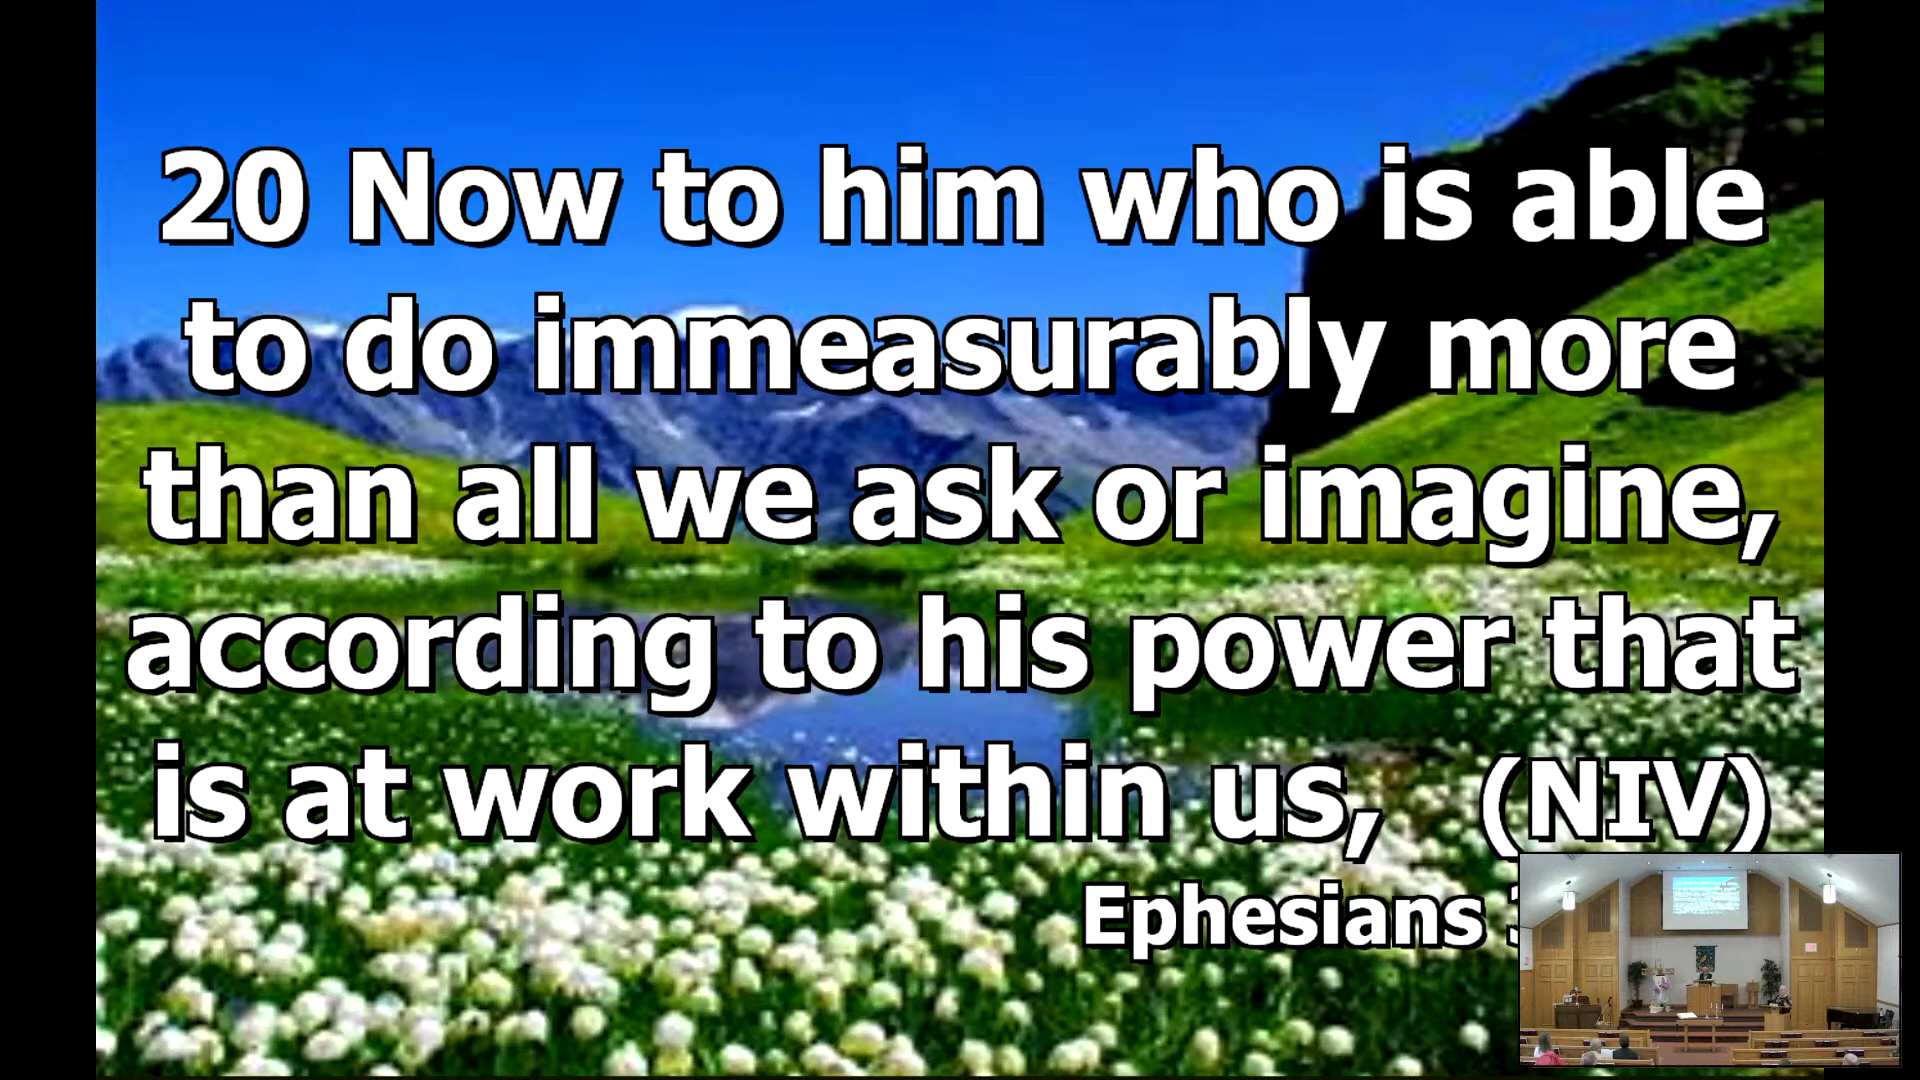 20 Now to him who is able
to do immeasurably more
than all we ask or imagine,
according to his power that
is at work within us, (NIV)
Ephesians